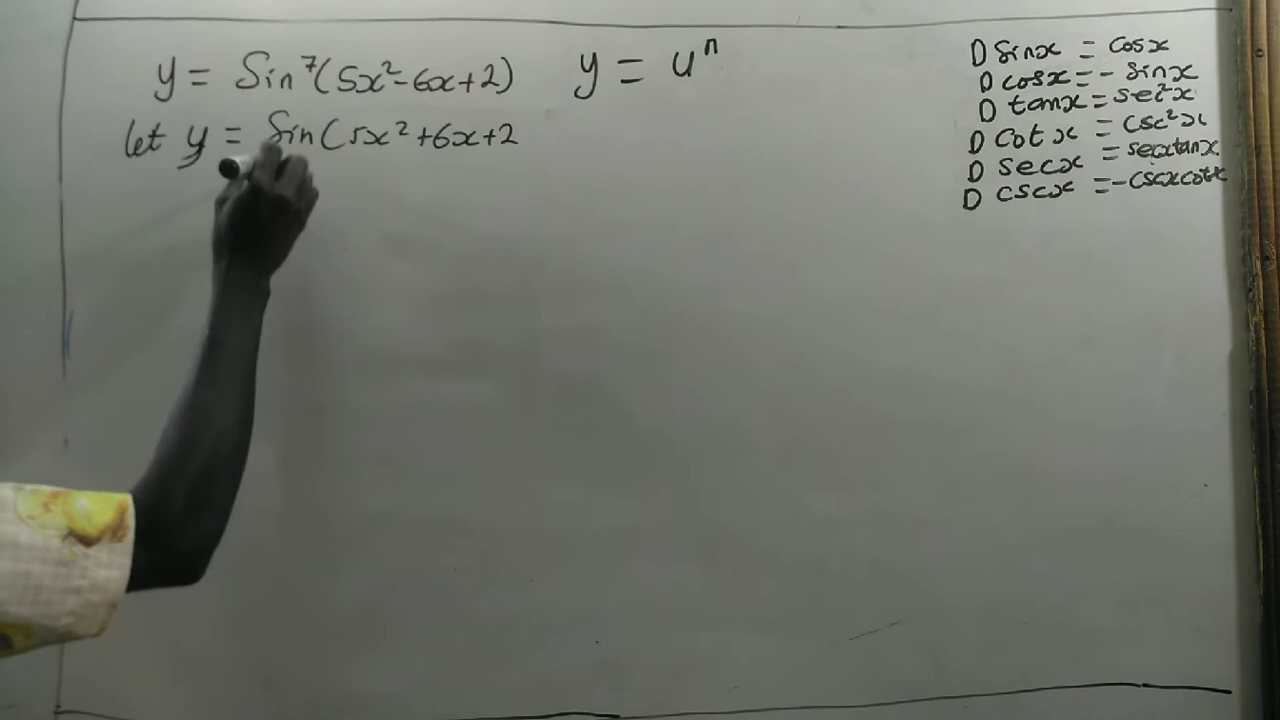 y = Sin⁷(5x²-6x+2) y = uⁿ
let y = Sin(5x²+6x+2
D sinx = cosx
D cosx = - sinx
D tanx = sec²x
D cotx = csc²x
D secx = secxtanx
D cscx = -cscxcotx